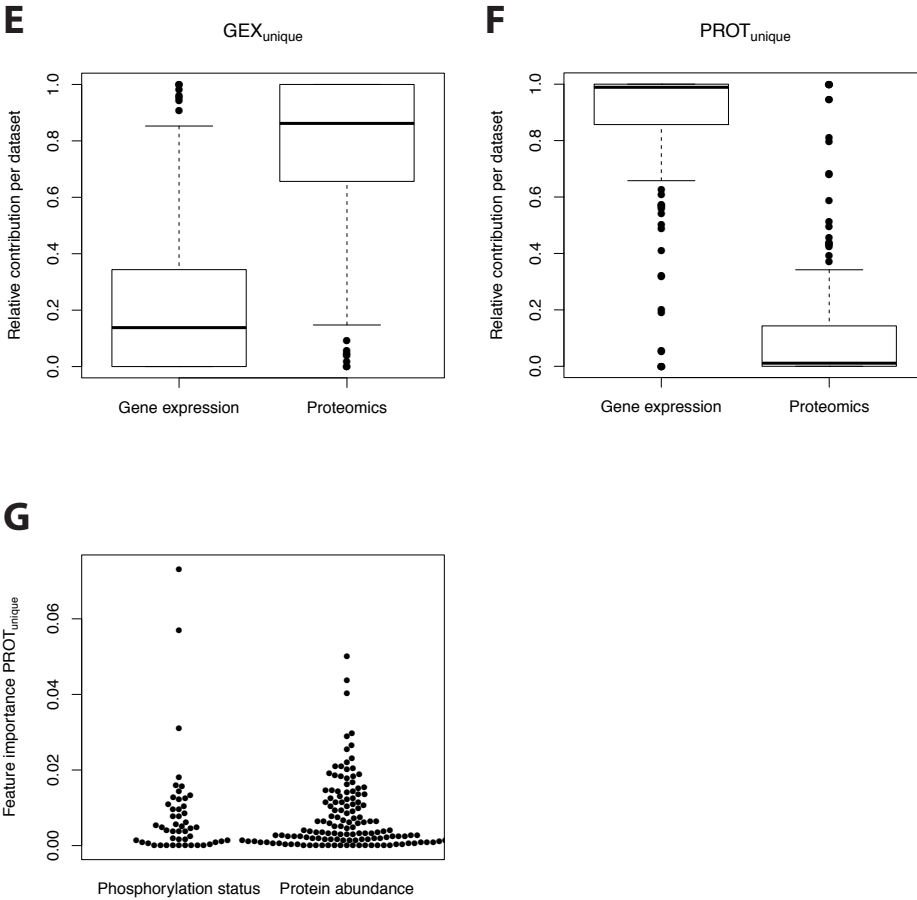 E
GEXunique
Relative contribution per dataset
1.0
0.8
0.6
0.4
0.2
0.0
Gene expression Proteomics
F
PROTunique
Relative contribution per dataset
1.0
0.8
0.6
0.4
0.2
0.0
Gene expression Proteomics
G
Feature importance PROTunique
0.06
0.04
0.02
0.00
Phosphorylation status Protein abundance